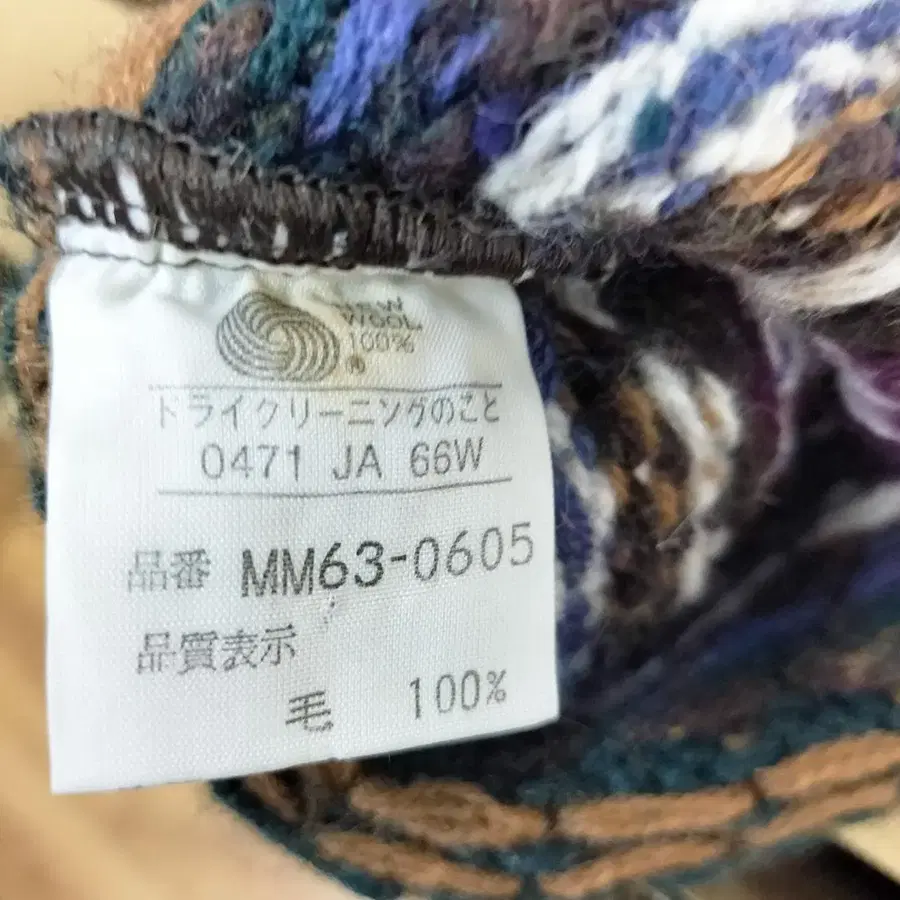 NEW
WOOL
100%
®
ドライクリーニングのこと
0471 JA 66W
品番 MM63-0605
品質表示
毛 100%